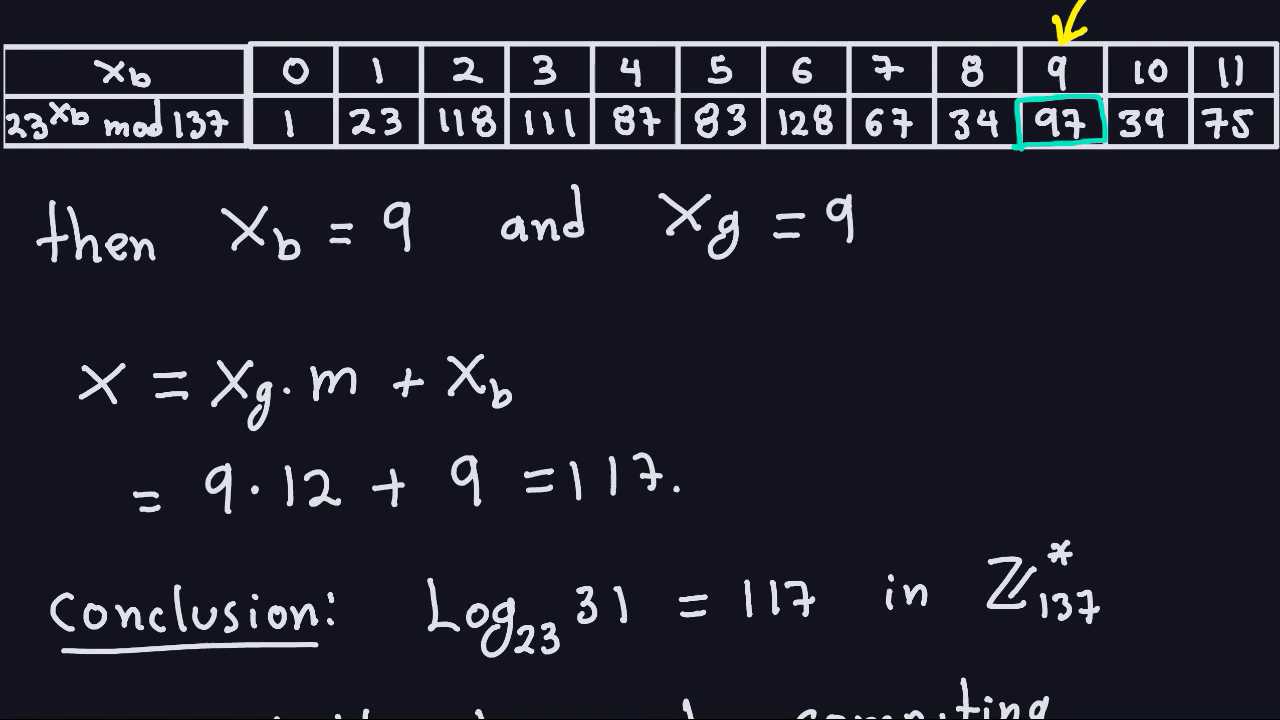 x_b 0 1 2 3 4 5 6 7 8 9 10 11
23^x_b mod 137 1 23 118 111 87 83 128 67 34 97 39 75
then x_b = 9 and x_g = 9
x = x_g · m + x_b
= 9 · 12 + 9 = 117.
Conclusion: Log_23 31 = 117 in ℤ*_137
computing